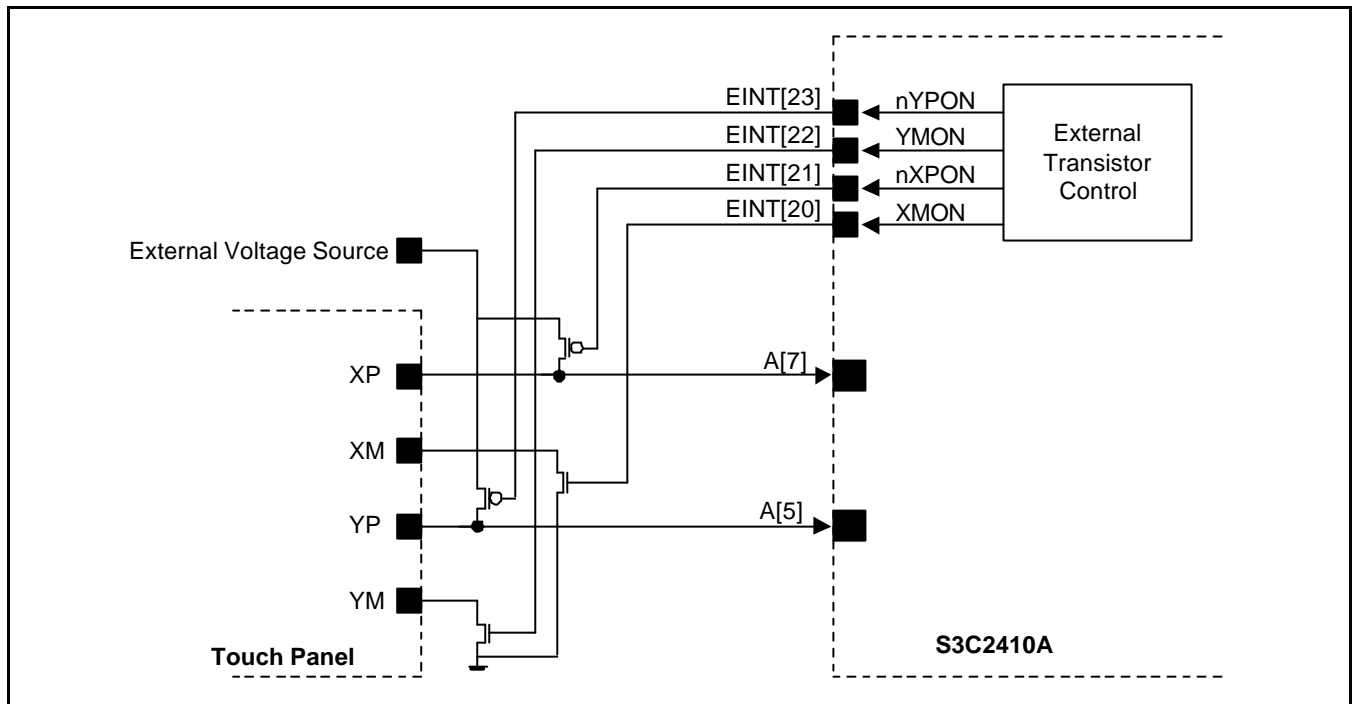 EINT[23]
nYPON
EINT[22]
YMON
EINT[21]
nXPON
EINT[20]
XMON
External
Transistor
Control
External Voltage Source
XP
A[7]
XM
YP
A[5]
YM
Touch Panel
S3C2410A